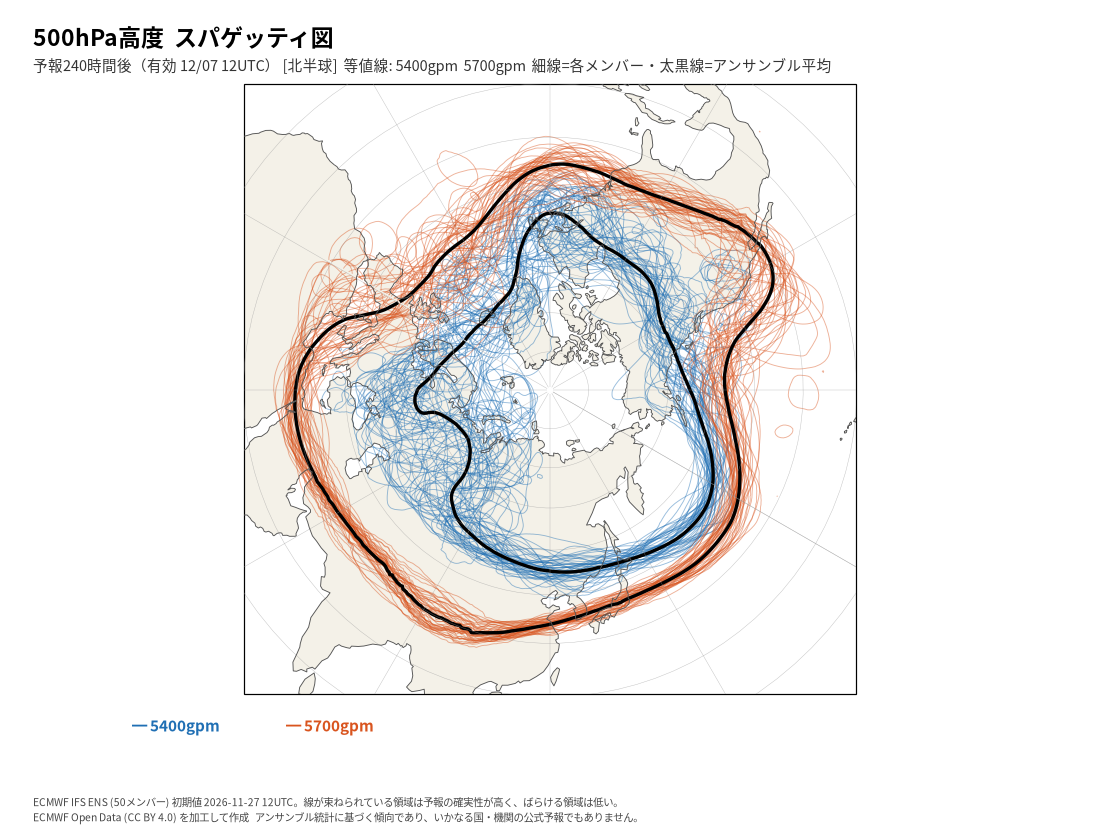 500hPa高度 スパゲッティ図
予報240時間後（有効 12/07 12UTC） [北半球] 等値線: 5400gpm 5700gpm 細線=各メンバー・太黒線=アンサンブル平均
5400gpm 5700gpm
ECMWF IFS ENS (50メンバー) 初期値 2026-11-27 12UTC。線が束ねられている領域は予報の確実性が高く、ばらける領域は低い。
ECMWF Open Data (CC BY 4.0) を加工して作成 アンサンブル統計に基づく傾向であり、いかなる国・機関の公式予報でもありません。